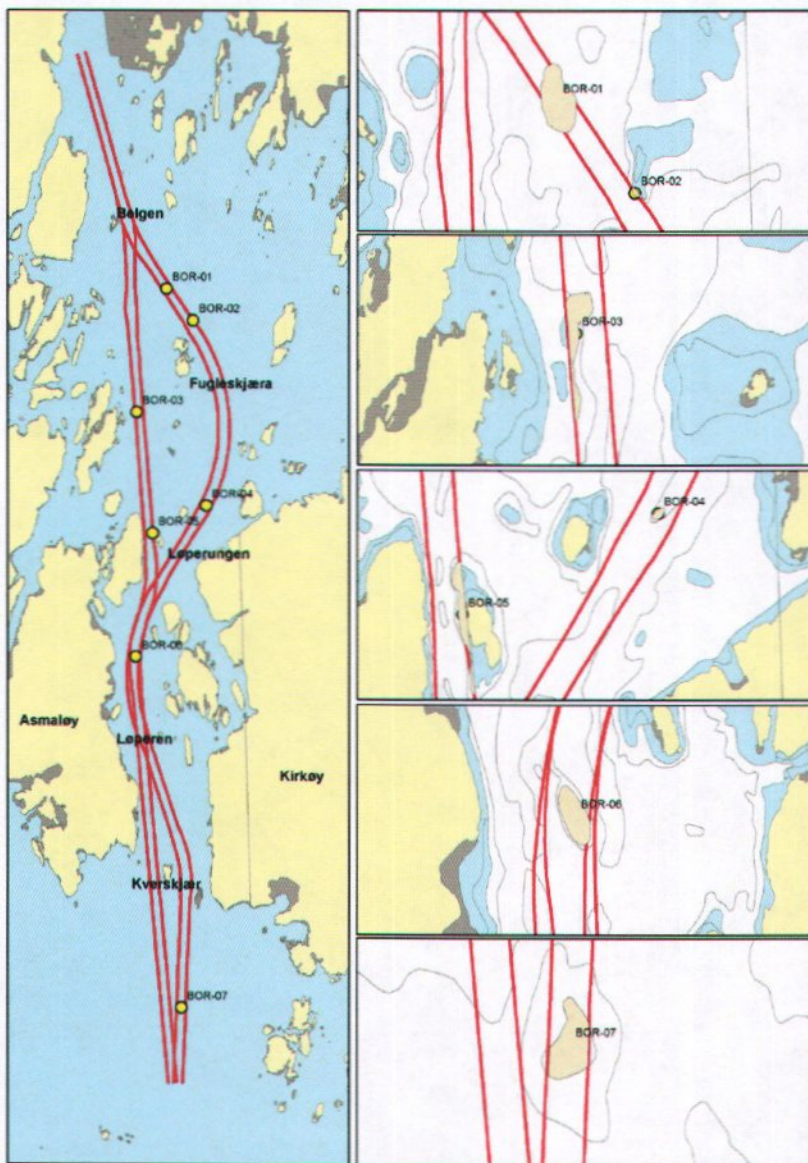 Belgen
BOR-01
BOR-02
Fugleskjæra
BOR-03
BOR-04
BOR-05
Løperungen
BOR-06
Asmaløy
Løperen
Kirkøy
Kverskjær
BOR-07
BOR-01
BOR-02
BOR-03
BOR-04
BOR-05
BOR-06
BOR-07